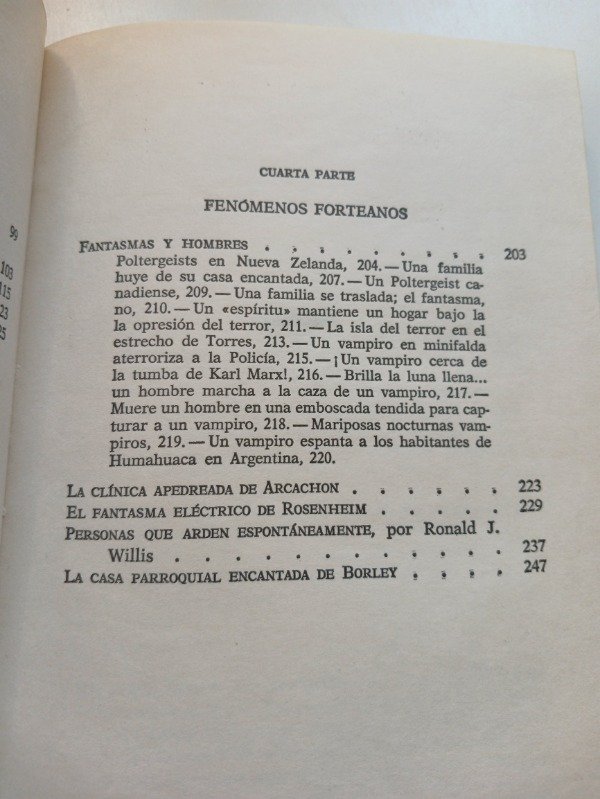 99
103
115
23
25
CUARTA PARTE
FENÓMENOS FORTEANOS
FANTASMAS Y HOMBRES . . . . . . . . 203
Poltergeists en Nueva Zelanda, 204. — Una familia
huye de su casa encantada, 207. — Un Poltergeist ca-
nadiense, 209. — Una familia se traslada; el fantasma,
no, 210. — Un «espíritu» mantiene un hogar bajo la
la opresión del terror, 211. — La isla del terror en el
estrecho de Torres, 213. — Un vampiro en minifalda
aterroriza a la Policía, 215. — ¡Un vampiro cerca de
la tumba de Karl Marx!, 216. — Brilla la luna llena...
un hombre marcha a la caza de un vampiro, 217. —
Muere un hombre en una emboscada tendida para cap-
turar a un vampiro, 218. — Mariposas nocturnas vam-
piros, 219. — Un vampiro espanta a los habitantes de
Humahuaca en Argentina, 220.
LA CLÍNICA APEDREADA DE ARCACHON . . . . . 223
EL FANTASMA ELÉCTRICO DE ROSENHEIM . . . . 229
PERSONAS QUE ARDEN ESPONTÁNEAMENTE, por Ronald J.
Willis . . . . . . . . . . . 237
LA CASA PARROQUIAL ENCANTADA DE BORLEY . . . . 247